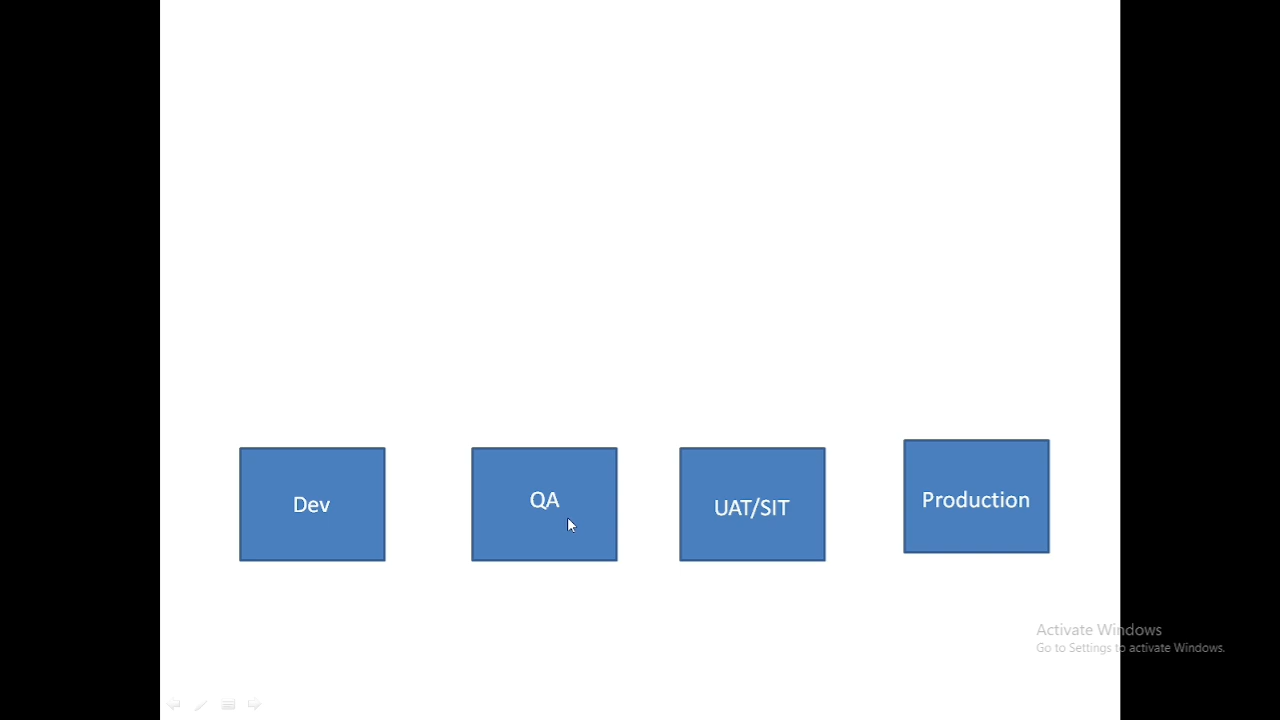 Dev
QA
UAT/SIT
Production
Activate Windows
Go to Settings to activate Windows.